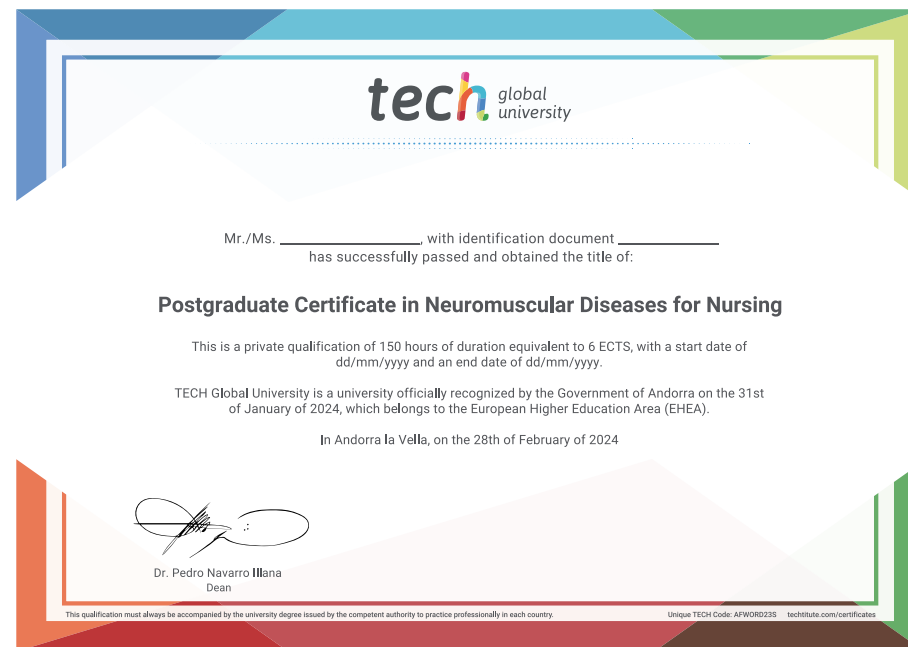 tech global university
Mr./Ms. ____________, with identification document ____________
has successfully passed and obtained the title of:
Postgraduate Certificate in Neuromuscular Diseases for Nursing
This is a private qualification of 150 hours of duration equivalent to 6 ECTS, with a start date of
dd/mm/yyyy and an end date of dd/mm/yyyy.
TECH Global University is a university officially recognized by the Government of Andorra on the 31st
of January of 2024, which belongs to the European Higher Education Area (EHEA).
In Andorra la Vella, on the 28th of February of 2024
Dr. Pedro Navarro Illana
Dean
This qualification must always be accompanied by the university degree issued by the competent authority to practice professionally in each country.
Unique TECH Code: AFWORD23S techtitute.com/certificates